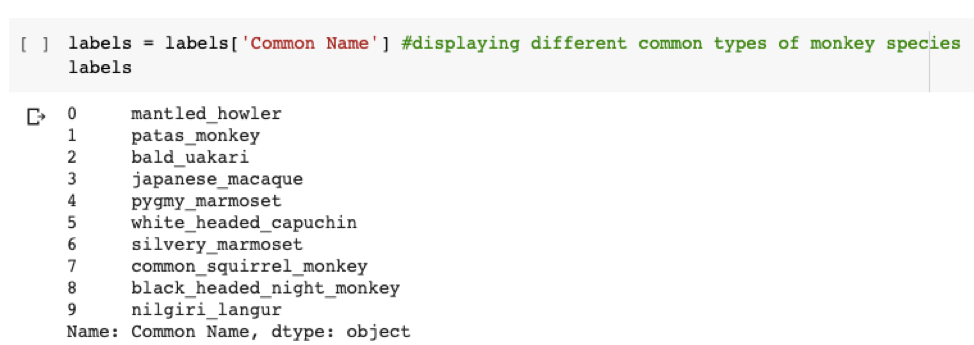 [ ] labels = labels['Common Name'] #displaying different common types of monkey species
labels
0 mantled_howler
1 patas_monkey
2 bald_uakari
3 japanese_macaque
4 pygmy_marmoset
5 white_headed_capuchin
6 silvery_marmoset
7 common_squirrel_monkey
8 black_headed_night_monkey
9 nilgiri_langur
Name: Common Name, dtype: object